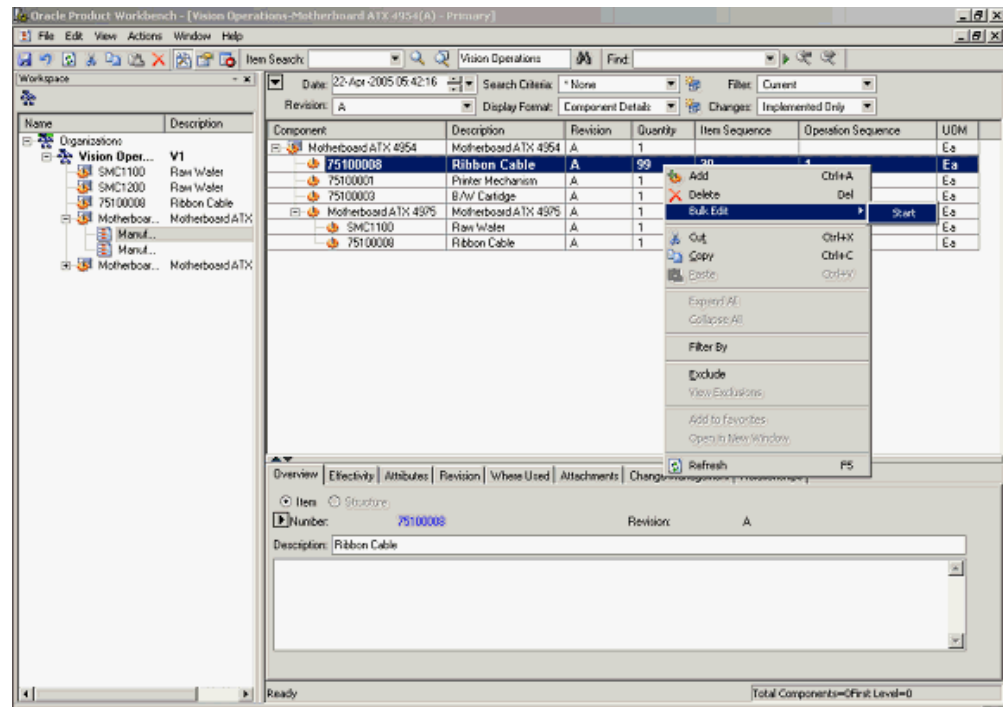 Oracle Product Workbench - [Vision Operations-Motherboard ATX 4954(A) - Primary]
File Edit View Actions Window Help
Item Search: Vision Operations Find:
Workspace
Date: 22-Apr-2005 05:42:16 Search Criteria: * None Filter: Current
Revision: A Display Format: Component Details Changes: Implemented Only
Name Description
Organizations
Vision Oper... V1
SMC1100 Raw Wafer
SMC1200 Raw Wafer
75100008 Ribbon Cable
Motherboar... Motherboard ATX
Manuf...
Manuf...
Motherboar... Motherboard ATX
Component Description Revision Quantity Item Sequence Operation Sequence UOM
Motherboard ATX 4954 Motherboard ATX 4954 A 1 Ea
75100008 Ribbon Cable A 99 30 1 Ea
75100001 Printer Mechanism A 1 Ea
75100003 B/W Cartidge A 1 Ea
Motherboard ATX 4975 Motherboard ATX 4975 A 1 Ea
SMC1100 Raw Wafer A 1 Ea
75100008 Ribbon Cable A 1 Ea
Add Ctrl+A
Delete Del
Bulk Edit Start
Cut Ctrl+X
Copy Ctrl+C
Paste Ctrl+V
Expand All
Collapse All
Filter By
Exclude
View Exclusions
Add to favorites
Open in New Window
Refresh F5
Overview Effectivity Attributes Revision Where Used Attachments
Item Structure
Number: 75100008 Revision: A
Description: Ribbon Cable
Ready Total Components=0First Level=0